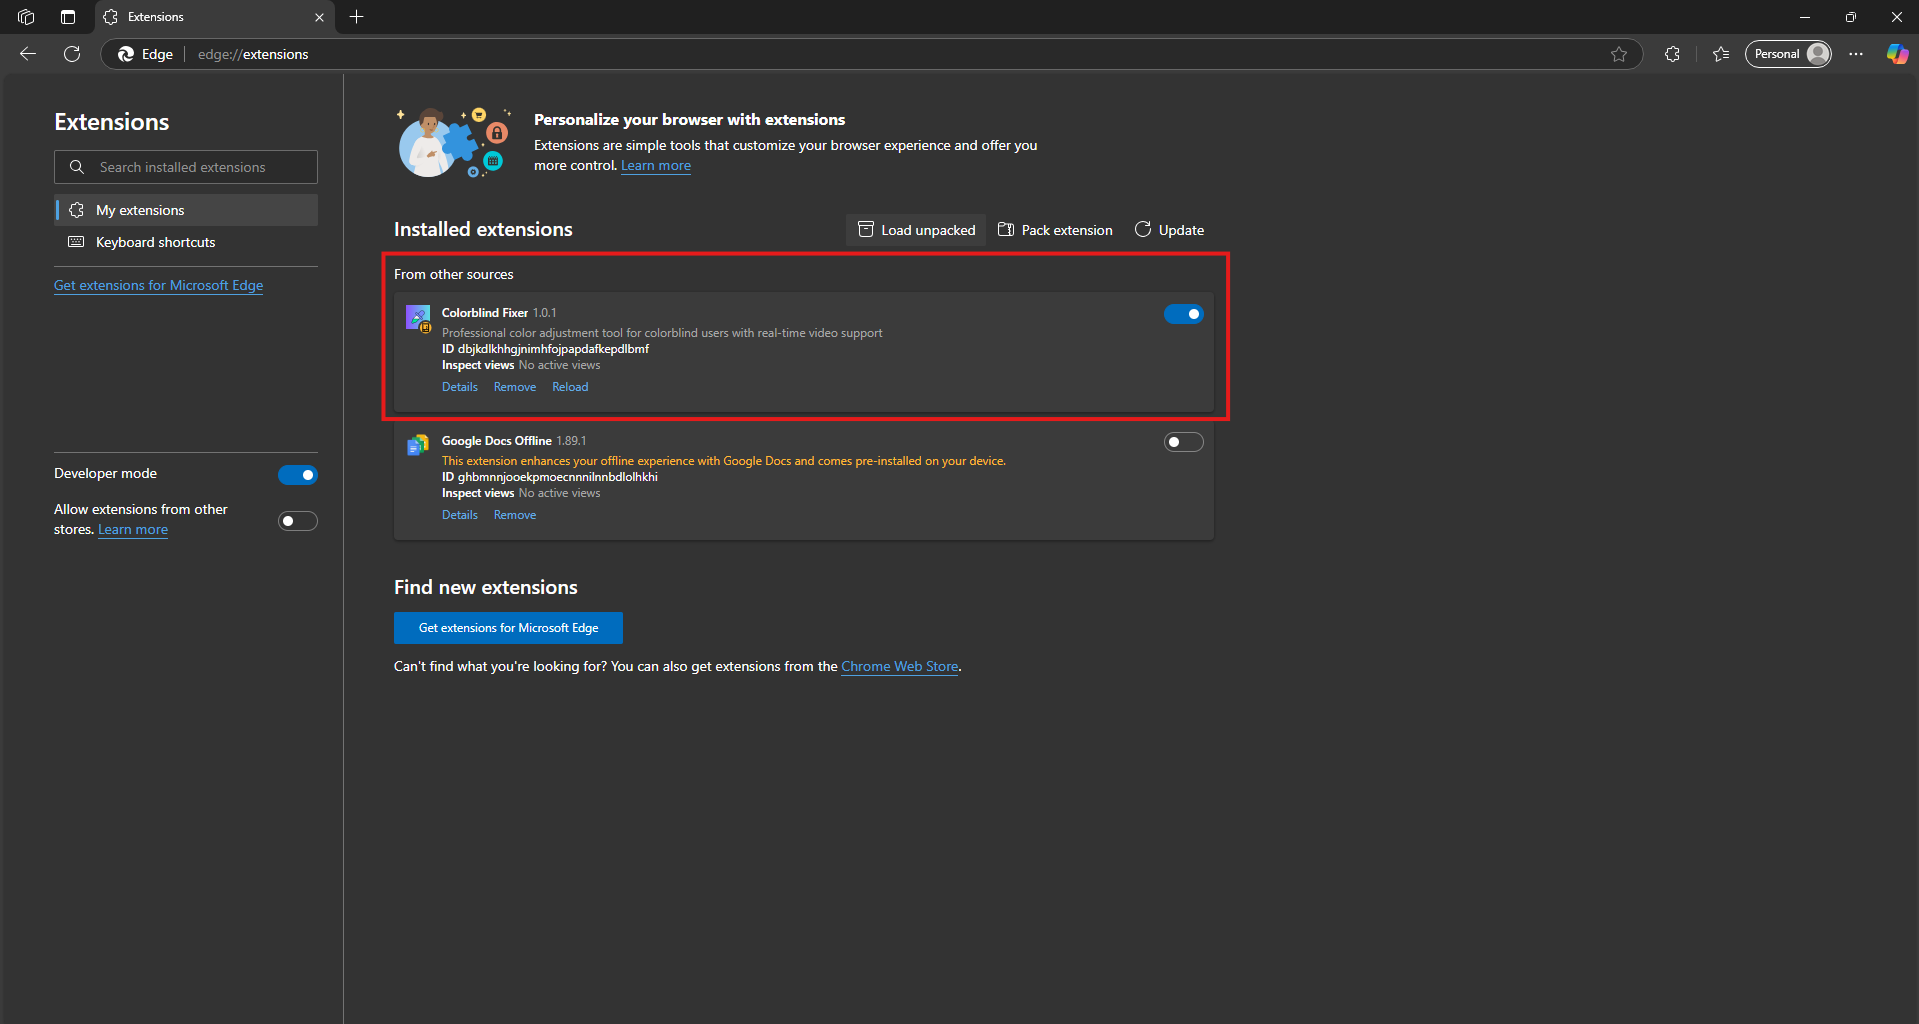 Extensions
Edge
edge://extensions
Personal
Extensions
Search installed extensions
My extensions
Keyboard shortcuts
Get extensions for Microsoft Edge
Developer mode
Allow extensions from other
stores. Learn more
Personalize your browser with extensions
Extensions are simple tools that customize your browser experience and offer you
more control. Learn more
Installed extensions
Load unpacked
Pack extension
Update
From other sources
Colorblind Fixer 1.0.1
Professional color adjustment tool for colorblind users with real-time video support
ID dbjkdlkhhgjnimhfojpapdafkepdlbmf
Inspect views No active views
Details Remove Reload
Google Docs Offline 1.89.1
This extension enhances your offline experience with Google Docs and comes pre-installed on your device.
ID ghbmnnjooekpmoecnnnilnnbdlolhkhi
Inspect views No active views
Details Remove
Find new extensions
Get extensions for Microsoft Edge
Can't find what you're looking for? You can also get extensions from the Chrome Web Store.